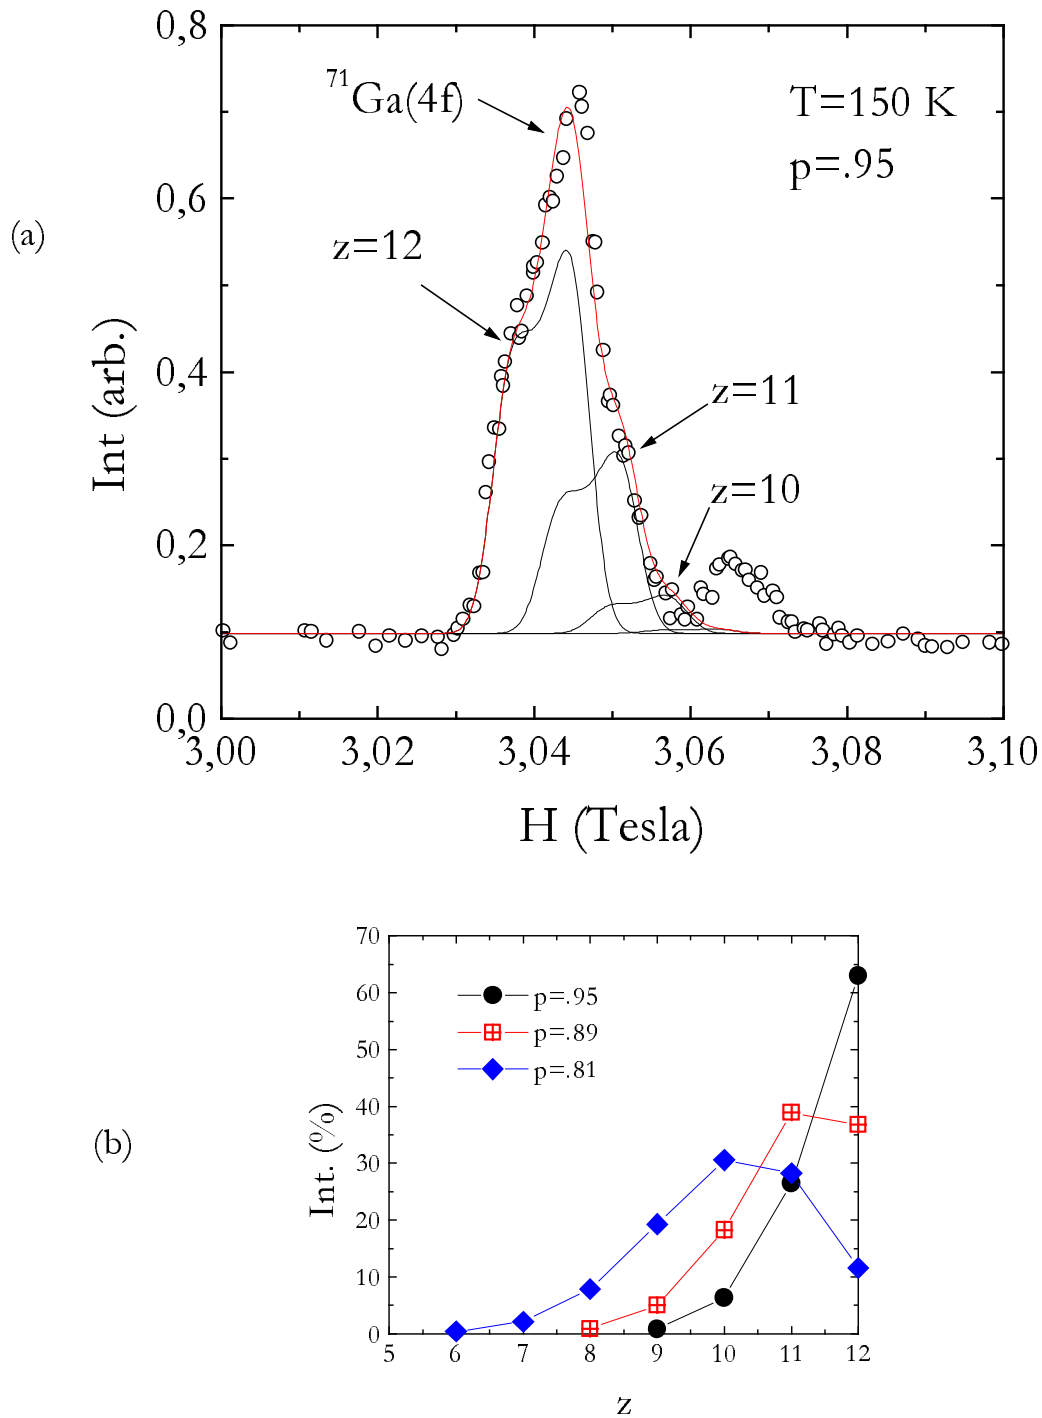 0,8
71Ga(4f)
T=150 K
p=.95
0,6
(a)
z=12
Int (arb.)
0,4
z=11
z=10
0,2
0,0
3,00 3,02 3,04 3,06 3,08 3,10
H (Tesla)
70
60
p=.95
p=.89
50
p=.81
40
(b)
Int. (%)
30
20
10
0
5 6 7 8 9 10 11 12
z